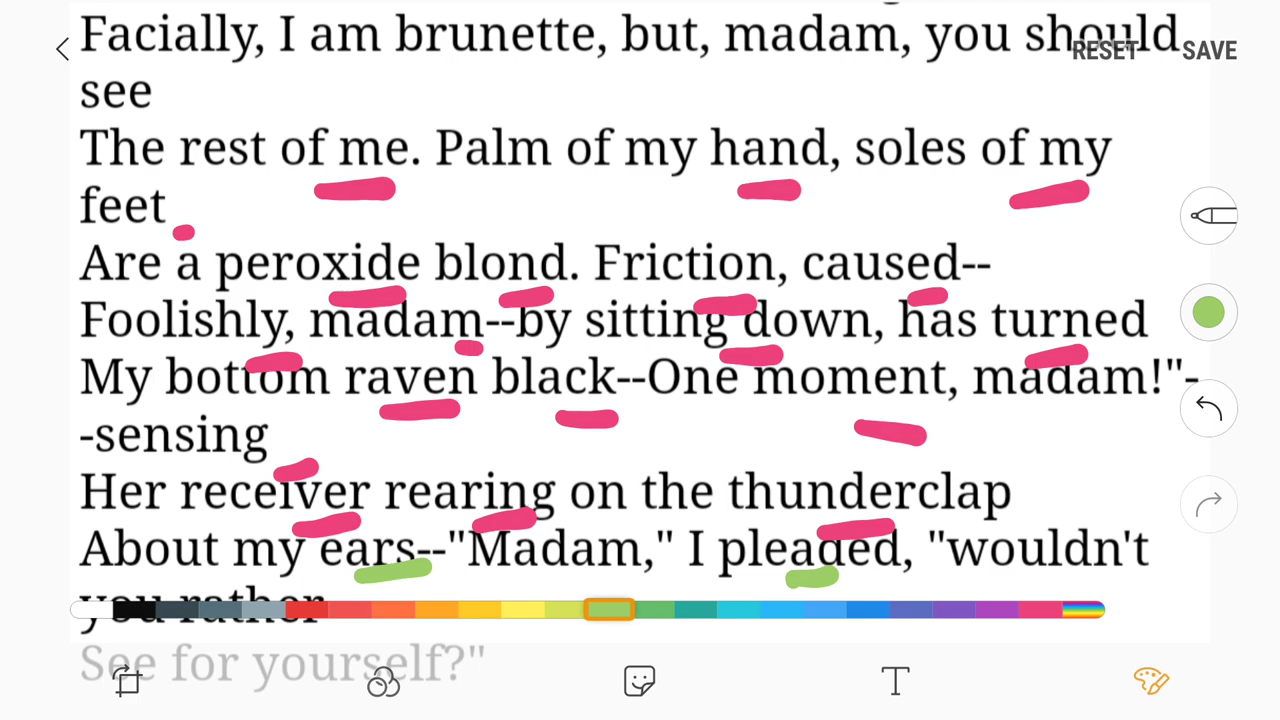 Facially, I am brunette, but, madam, you should
RESET SAVE
see
The rest of me. Palm of my hand, soles of my
feet
Are a peroxide blond. Friction, caused--
Foolishly, madam--by sitting down, has turned
My bottom raven black--One moment, madam!"-
-sensing
Her receiver rearing on the thunderclap
About my ears--"Madam," I pleaded, "wouldn't
you rather
See for yourself?"
T